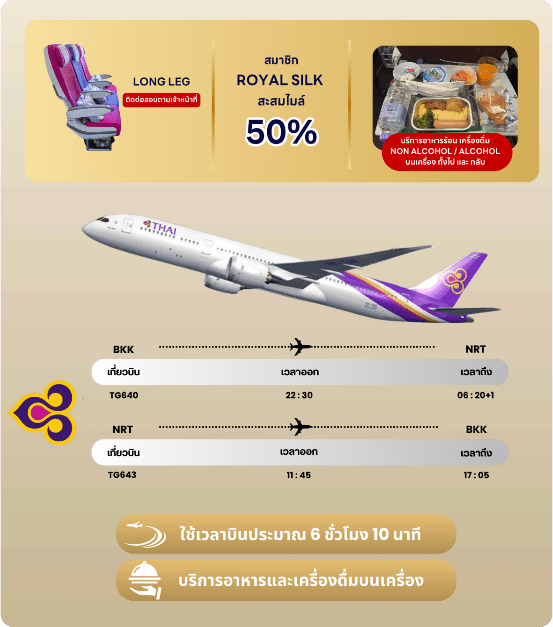 LONG LEG
ติดต่อสอบถามเจ้าหน้าที่
สมาชิก
ROYAL SILK
สะสมไมล์
50%
บริการอาหารร้อน เครื่องดื่ม
NON ALCOHOL / ALCOHOL
บนเครื่อง ทั้งไป และ กลับ
THAI
BKK NRT
เที่ยวบิน เวลาออก เวลาถึง
TG640 22 : 30 06 : 20+1
NRT BKK
เที่ยวบิน เวลาออก เวลาถึง
TG643 11 : 45 17 : 05
ใช้เวลาบินประมาณ 6 ชั่วโมง 10 นาที
บริการอาหารและเครื่องดื่มบนเครื่อง